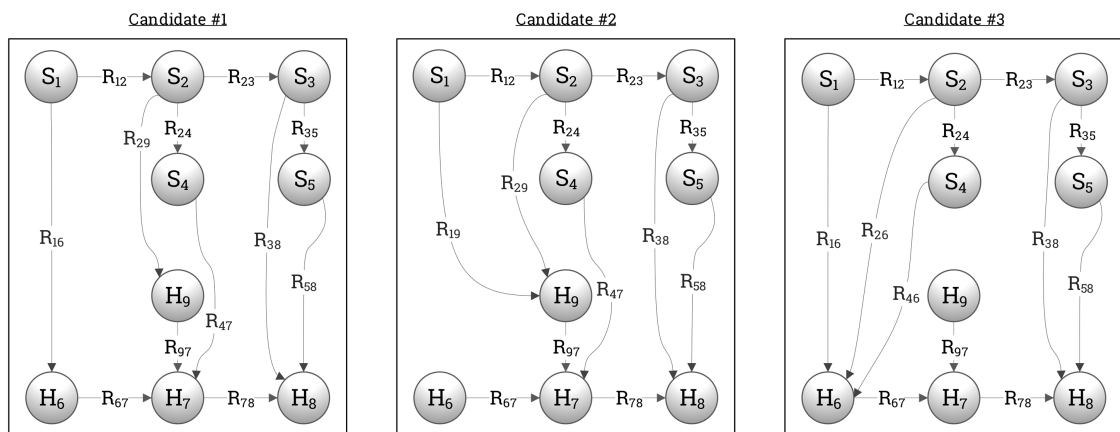 Candidate #1
S1 R12 S2 R23 S3
R29 R24 R35
S4 S5
R16 R38
R58
H9
R47
R97
H6 R67 H7 R78 H8
Candidate #2
S1 R12 S2 R23 S3
R24 R35
R29 S4 S5
R19 R38
R58
H9 R47
R97
H6 R67 H7 R78 H8
Candidate #3
S1 R12 S2 R23 S3
R24 R35
S4 S5
R16 R26 R38
R46 H9 R58
R97
H6 R67 H7 R78 H8